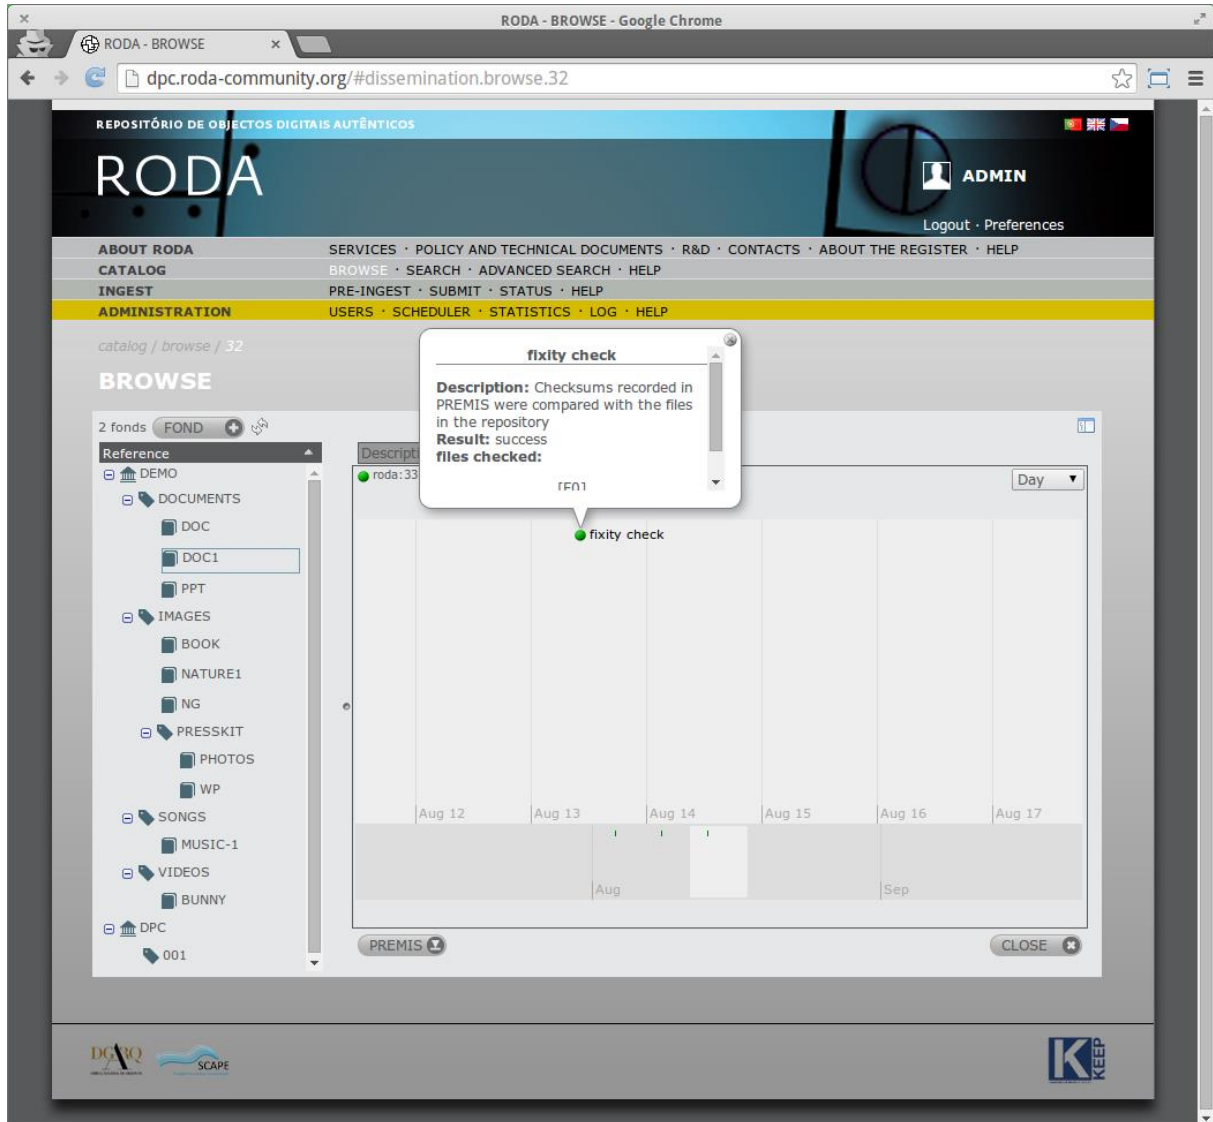 RODA - BROWSE - Google Chrome
RODA - BROWSE
dpc.roda-community.org/#dissemination.browse.32
REPOSITÓRIO DE OBJECTOS DIGITAIS AUTÊNTICOS
RODA
ADMIN
Logout · Preferences
ABOUT RODA SERVICES · POLICY AND TECHNICAL DOCUMENTS · R&D · CONTACTS · ABOUT THE REGISTER · HELP
CATALOG BROWSE · SEARCH · ADVANCED SEARCH · HELP
INGEST PRE-INGEST · SUBMIT · STATUS · HELP
ADMINISTRATION USERS · SCHEDULER · STATISTICS · LOG · HELP
catalog / browse / 32
BROWSE
fixity check
Description: Checksums recorded in
PREMIS were compared with the files
in the repository
Result: success
files checked:
[F0]
2 fonds FOND
Reference
Descripti
roda:33
Day
fixity check
DEMO
DOCUMENTS
DOC
DOC1
PPT
IMAGES
BOOK
NATURE1
NG
PRESSKIT
PHOTOS
WP
SONGS
MUSIC-1
VIDEOS
BUNNY
DPC
001
Aug 12 Aug 13 Aug 14 Aug 15 Aug 16 Aug 17
Aug Sep
PREMIS
CLOSE
DGARQ
SCAPE
K KEEP